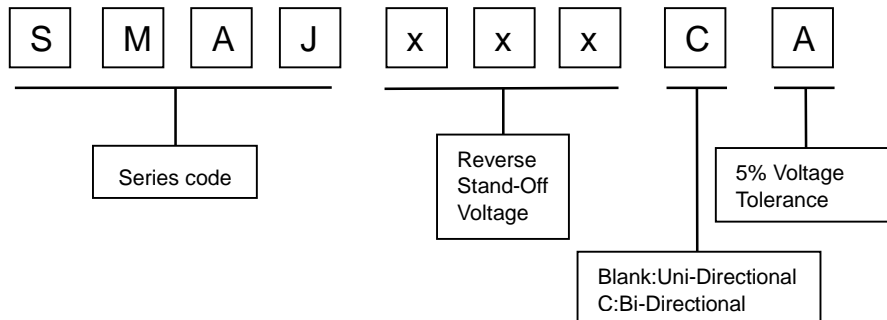 S M A J x x x C A
Series code
Reverse
Stand-Off
Voltage
5% Voltage
Tolerance
Blank:Uni-Directional
C:Bi-Directional